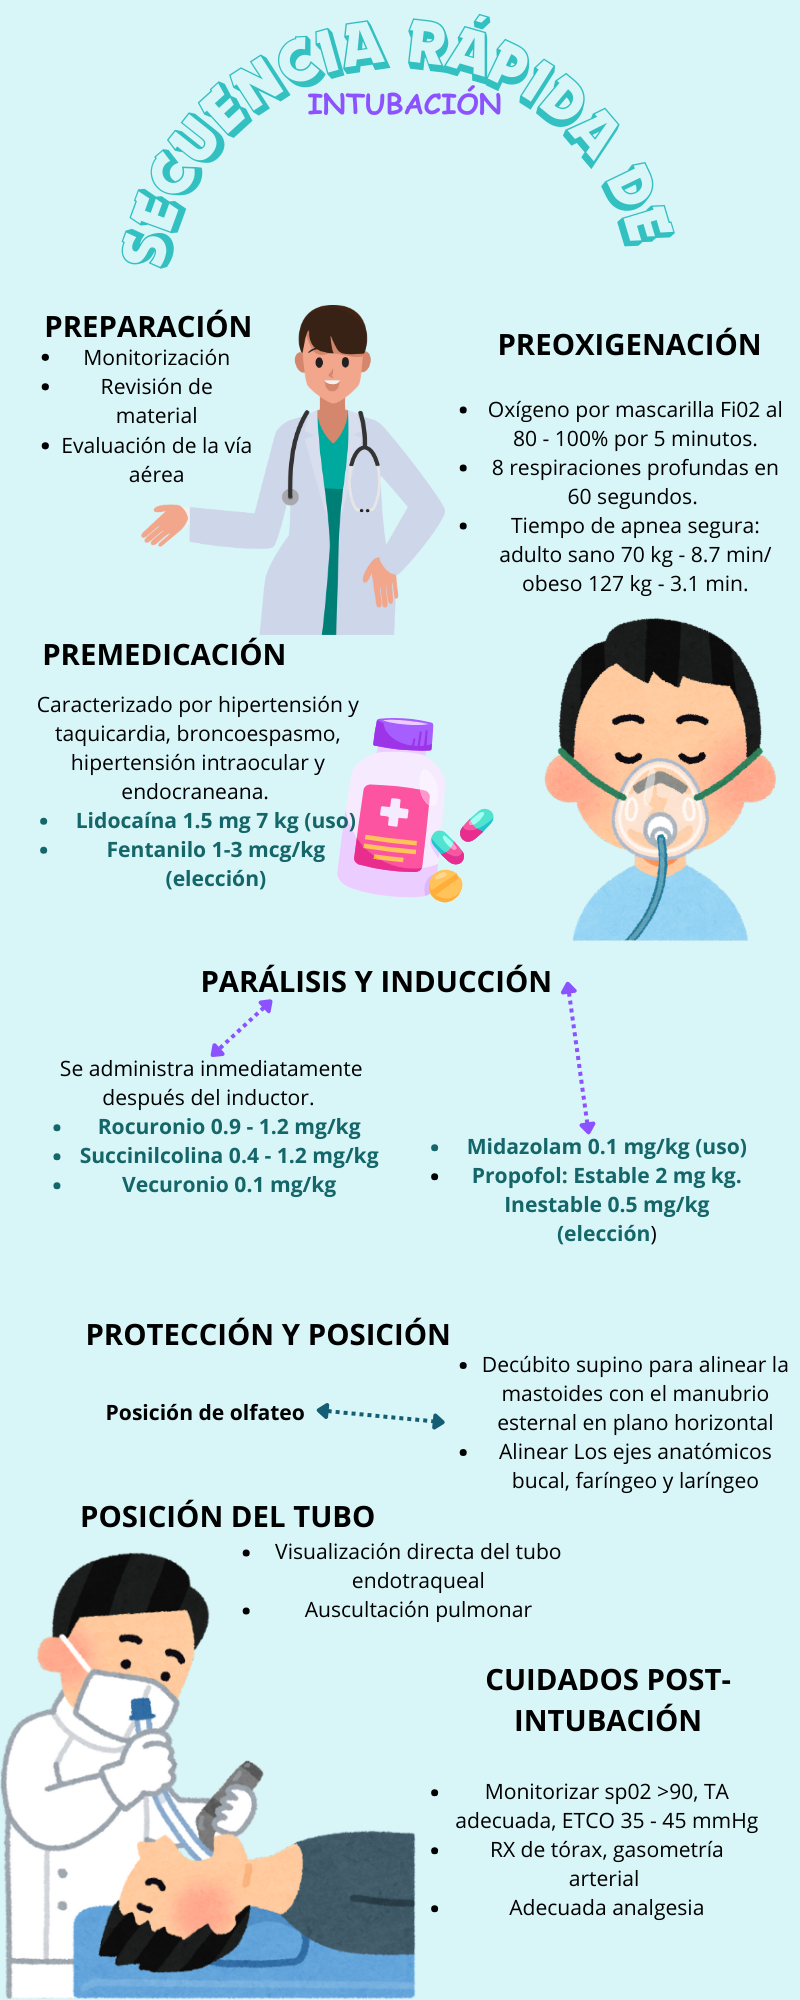 SECUENCIA RÁPIDA DE
INTUBACIÓN
PREPARACIÓN
• Monitorización
• Revisión de
material
• Evaluación de la vía
aérea
PREOXIGENACIÓN
• Oxígeno por mascarilla Fi02 al
80 - 100% por 5 minutos.
• 8 respiraciones profundas en
60 segundos.
• Tiempo de apnea segura:
adulto sano 70 kg - 8.7 min/
obeso 127 kg - 3.1 min.
PREMEDICACIÓN
Caracterizado por hipertensión y
taquicardia, broncoespasmo,
hipertensión intraocular y
endocraneana.
• Lidocaína 1.5 mg 7 kg (uso)
• Fentanilo 1-3 mcg/kg
(elección)
PARÁLISIS Y INDUCCIÓN
Se administra inmediatamente
después del inductor.
• Rocuronio 0.9 - 1.2 mg/kg
• Succinilcolina 0.4 - 1.2 mg/kg
• Vecuronio 0.1 mg/kg
• Midazolam 0.1 mg/kg (uso)
• Propofol: Estable 2 mg kg.
Inestable 0.5 mg/kg
(elección)
PROTECCIÓN Y POSICIÓN
Posición de olfateo
• Decúbito supino para alinear la
mastoides con el manubrio
esternal en plano horizontal
• Alinear Los ejes anatómicos
bucal, faríngeo y laríngeo
POSICIÓN DEL TUBO
• Visualización directa del tubo
endotraqueal
• Auscultación pulmonar
CUIDADOS POST-
INTUBACIÓN
• Monitorizar sp02 >90, TA
adecuada, ETCO 35 - 45 mmHg
• RX de tórax, gasometría
arterial
• Adecuada analgesia